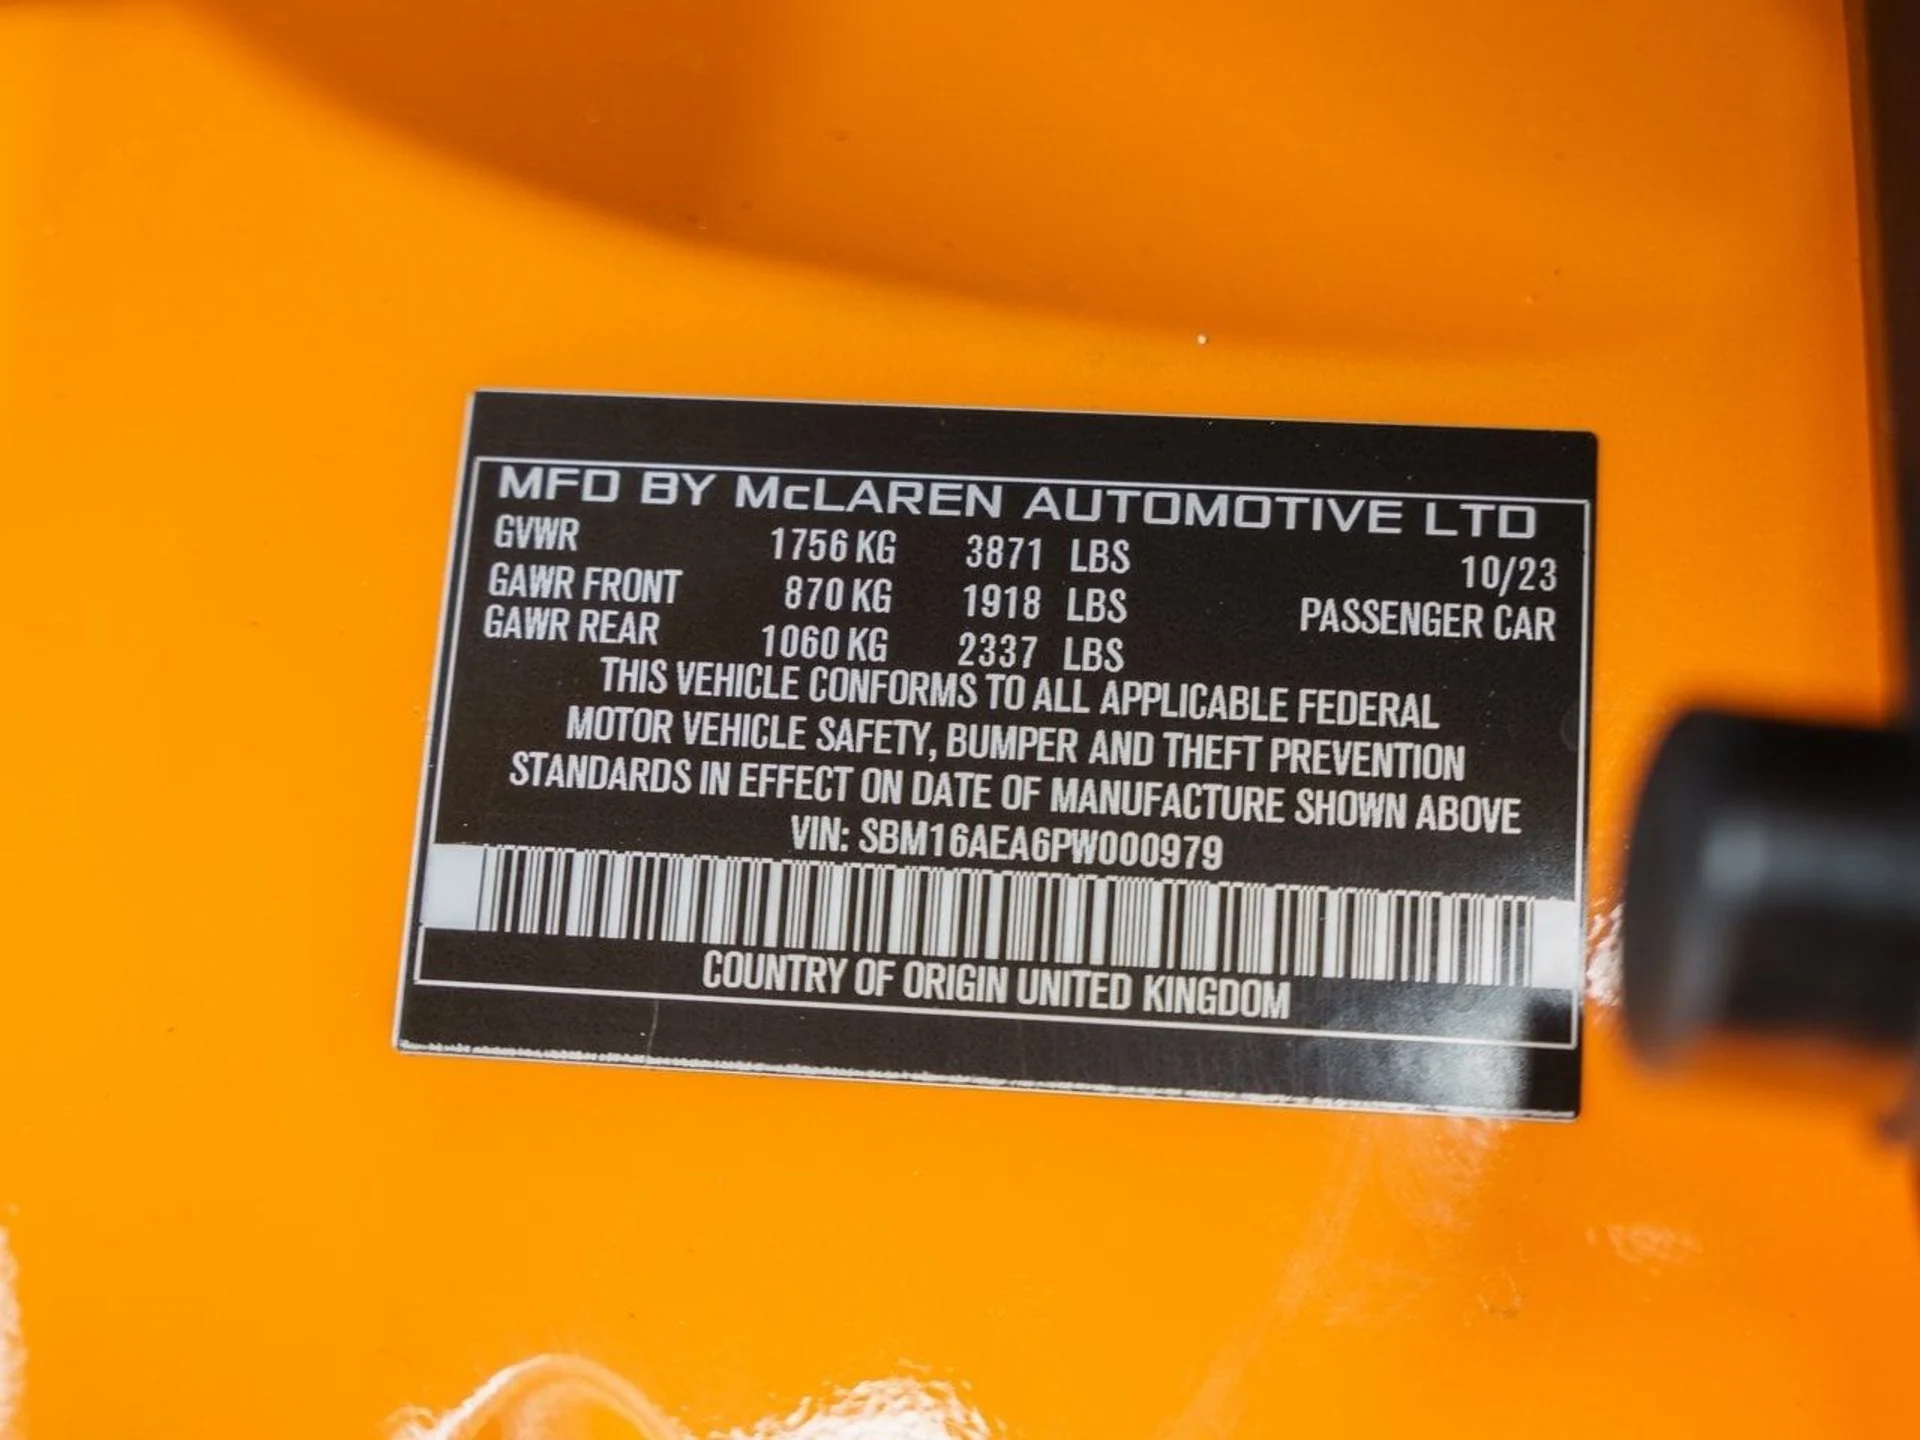 MFD BY McLAREN AUTOMOTIVE LTD
GVWR 1756 KG 3871 LBS 10/23
GAWR FRONT 870 KG 1918 LBS PASSENGER CAR
GAWR REAR 1060 KG 2337 LBS
THIS VEHICLE CONFORMS TO ALL APPLICABLE FEDERAL
MOTOR VEHICLE SAFETY, BUMPER AND THEFT PREVENTION
STANDARDS IN EFFECT ON DATE OF MANUFACTURE SHOWN ABOVE
VIN: SBM16AEA6PW000979
COUNTRY OF ORIGIN UNITED KINGDOM